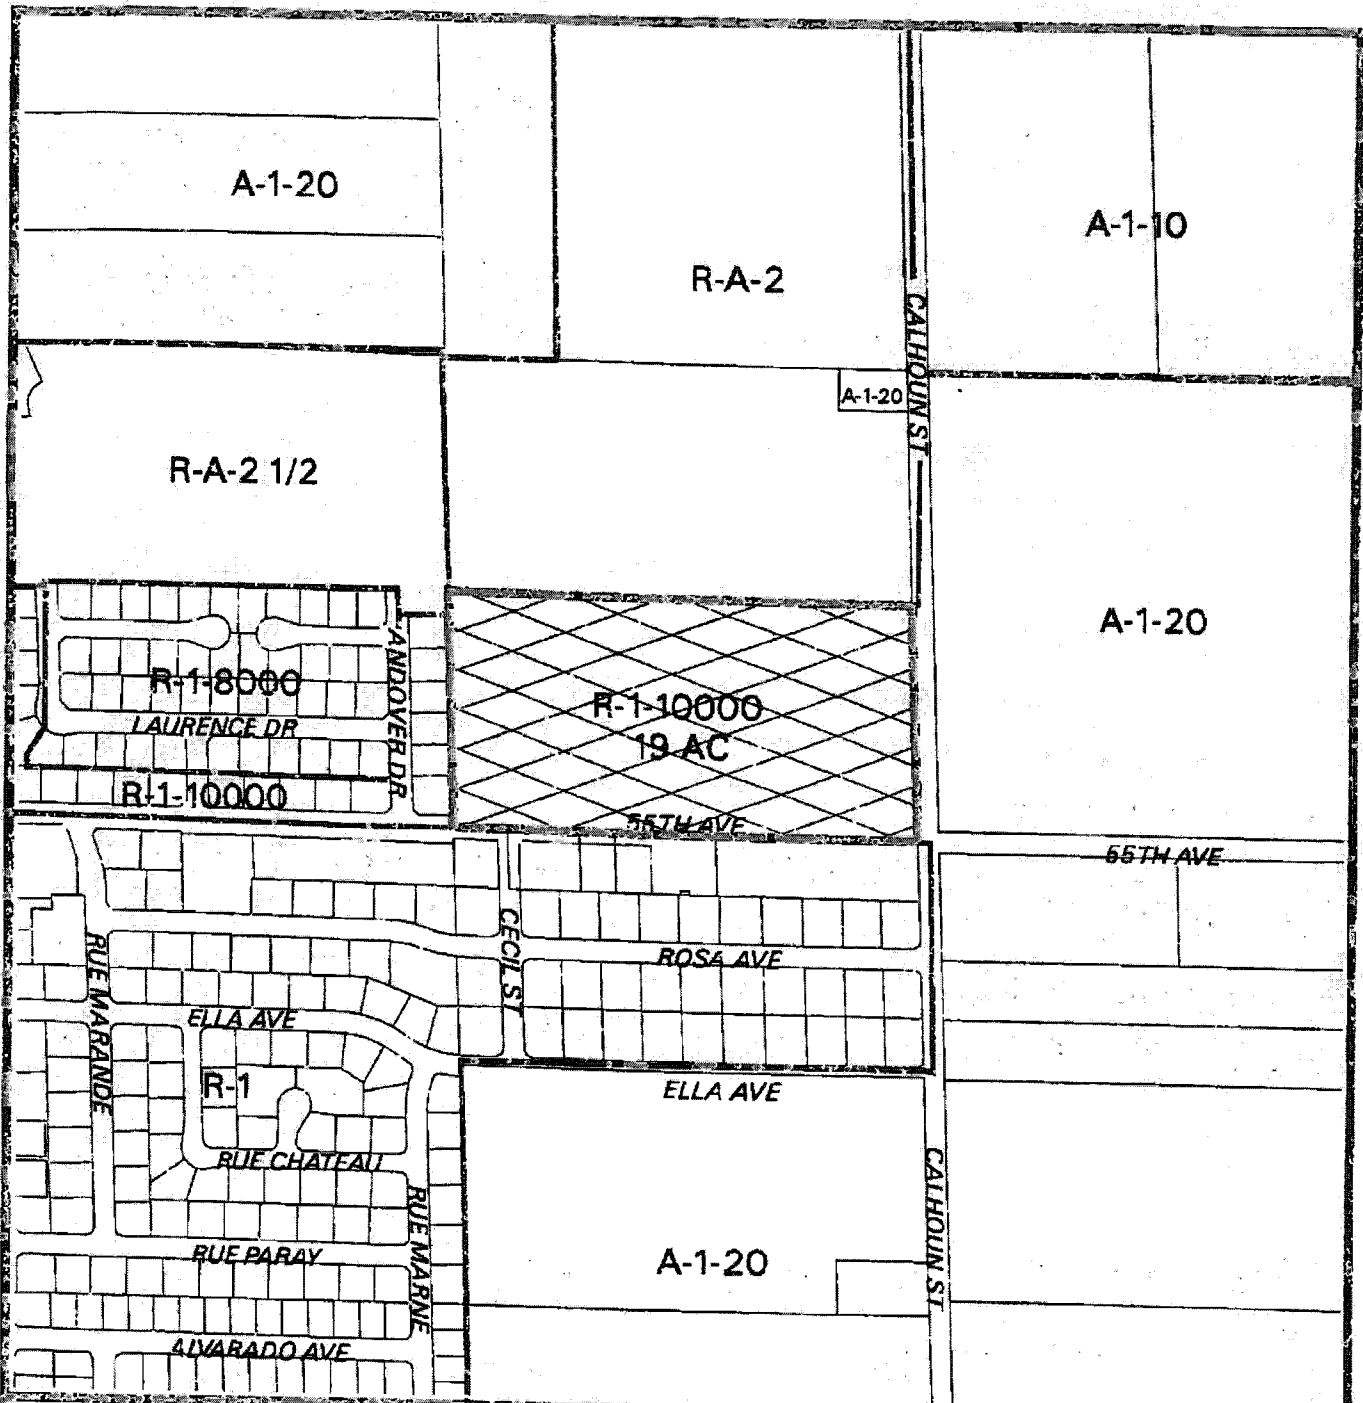 A-1-20
A-1-10
R-A-2
CALHOUN ST
A-1-20
R-A-2 1/2
A-1-20
R-1-8000
ANDOVER DR
R-1-10000
19 AC
LAURENCE DR
R-1-10000
55TH AVE
55TH AVE
CECIL ST
RUE MARANDE
ROSA AVE
ELLA AVE
R-1
ELLA AVE
RUE CHATEAU
CALHOUN ST
RUE MARNE
RUE PARAY
A-1-20
ALVARADO AVE